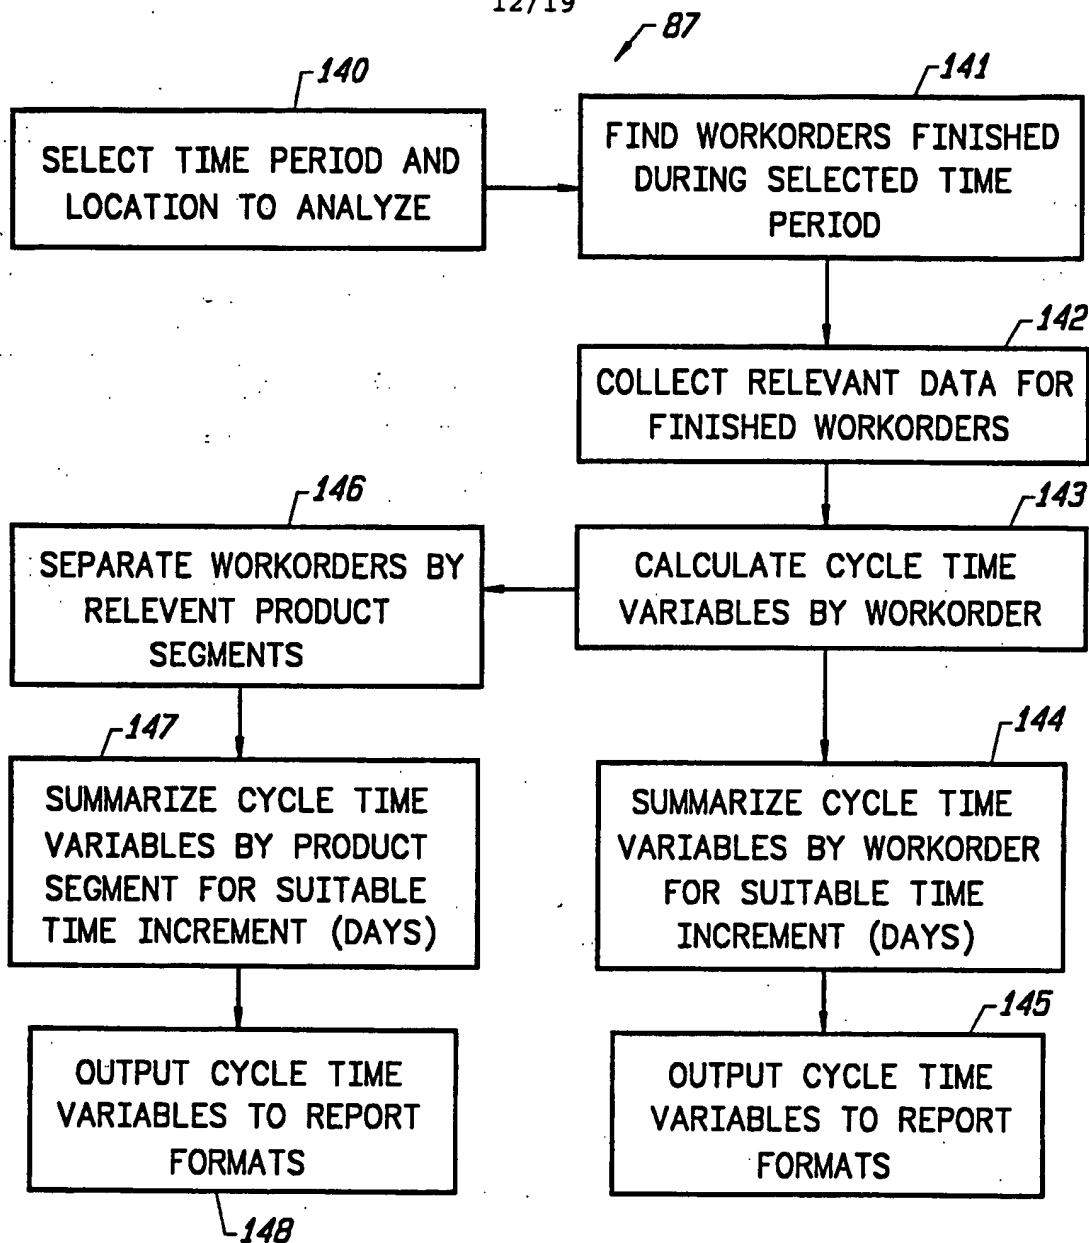 12/19
87
140
SELECT TIME PERIOD AND
LOCATION TO ANALYZE
141
FIND WORKORDERS FINISHED
DURING SELECTED TIME
PERIOD
142
COLLECT RELEVANT DATA FOR
FINISHED WORKORDERS
143
CALCULATE CYCLE TIME
VARIABLES BY WORKORDER
146
SEPARATE WORKORDERS BY
RELEVENT PRODUCT
SEGMENTS
147
SUMMARIZE CYCLE TIME
VARIABLES BY PRODUCT
SEGMENT FOR SUITABLE
TIME INCREMENT (DAYS)
144
SUMMARIZE CYCLE TIME
VARIABLES BY WORKORDER
FOR SUITABLE TIME
INCREMENT (DAYS)
OUTPUT CYCLE TIME
VARIABLES TO REPORT
FORMATS
148
145
OUTPUT CYCLE TIME
VARIABLES TO REPORT
FORMATS